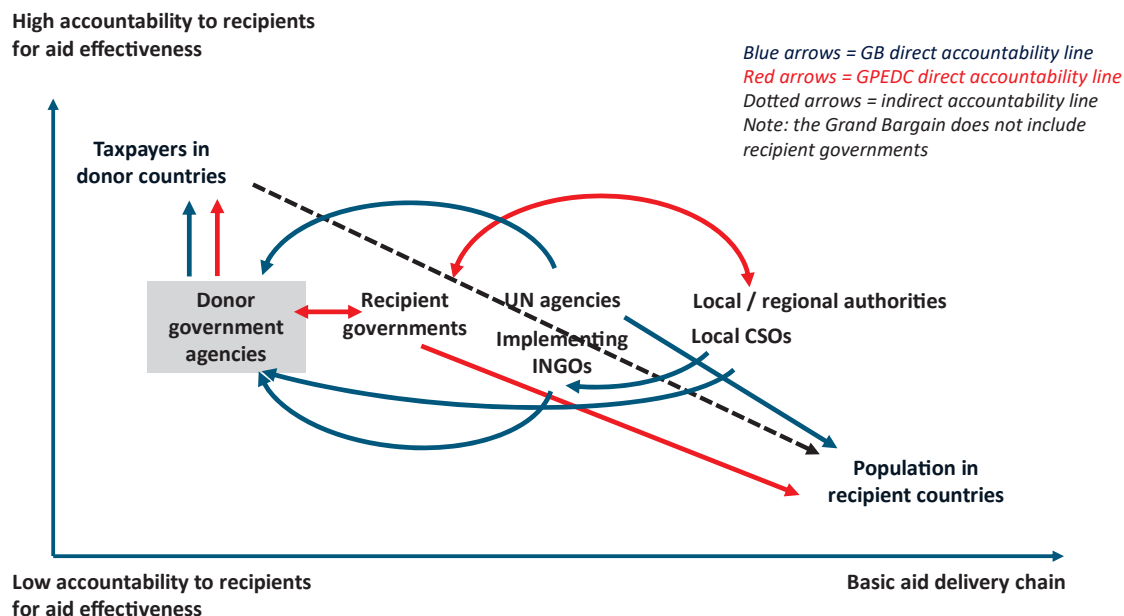 High accountability to recipients
for aid effectiveness
Blue arrows = GB direct accountability line
Red arrows = GPEDC direct accountability line
Dotted arrows = indirect accountability line
Note: the Grand Bargain does not include
recipient governments
Taxpayers in
donor countries
Donor
government
agencies
Recipient
governments
UN agencies
Implementing
INGOs
Local / regional authorities
Local CSOs
Population in
recipient countries
Low accountability to recipients
for aid effectiveness
Basic aid delivery chain